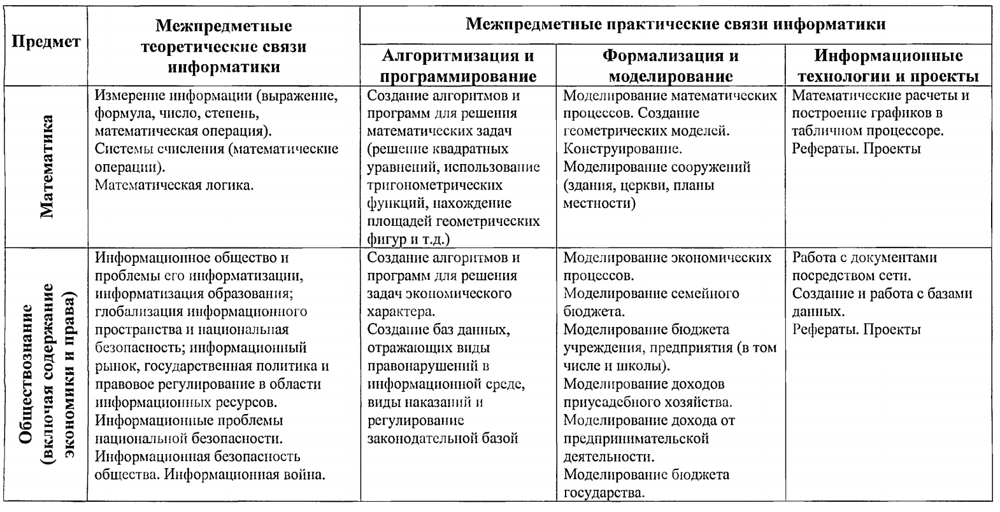 Предмет
Межпредметные
теоретические связи
информатики
Межпредметные практические связи информатики
Алгоритмизация и
программирование
Формализация и
моделирование
Информационные
технологии и проекты
Математика
Измерение информации (выражение,
формула, число, степень,
математическая операция).
Системы счисления (математические
операции).
Математическая логика.
Создание алгоритмов и
программ для решения
математических задач
(решение квадратных
уравнений, использование
тригонометрических
функций, нахождение
площадей геометрических
фигур и т.д.)
Моделирование математических
процессов. Создание
геометрических моделей.
Конструирование.
Моделирование сооружений
(здания, церкви, планы
местности)
Математические расчеты и
построение графиков в
табличном процессоре.
Рефераты. Проекты
Обществознание
(включая содержание
экономики и права)
Информационное общество и
проблемы его информатизации,
информатизация образования;
глобализация информационного
пространства и национальная
безопасность; информационный
рынок, государственная политика и
правовое регулирование в области
информационных ресурсов.
Информационные проблемы
национальной безопасности.
Информационная безопасность
общества. Информационная война.
Создание алгоритмов и
программ для решения
задач экономического
характера.
Создание баз данных,
отражающих виды
правонарушений в
информационной среде,
виды наказаний и
регулирование
законодательной базой
Моделирование экономических
процессов.
Моделирование семейного
бюджета.
Моделирование бюджета
учреждения, предприятия (в том
числе и школы).
Моделирование доходов
приусадебного хозяйства.
Моделирование дохода от
предпринимательской
деятельности.
Моделирование бюджета
государства.
Работа с документами
посредством сети.
Создание и работа с базами
данных.
Рефераты. Проекты